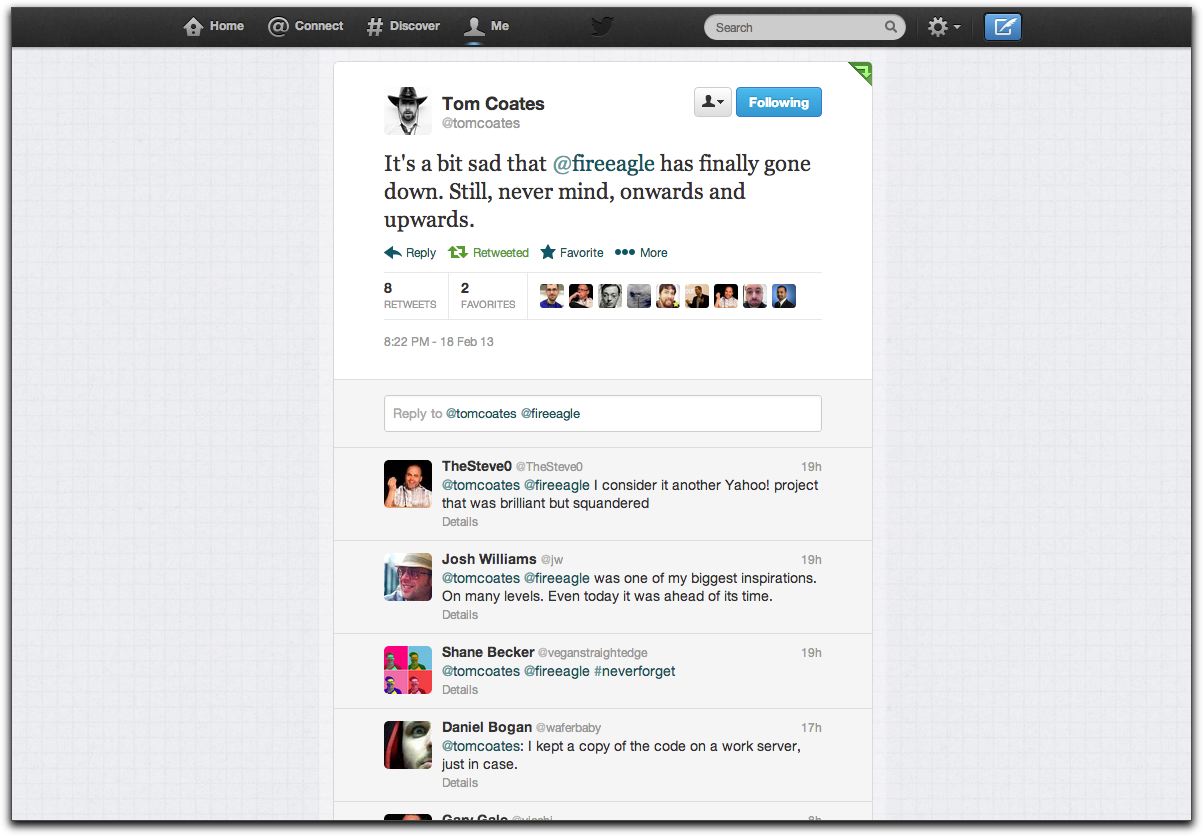 Home Connect Discover Me Search
Tom Coates
@tomcoates
Following
It's a bit sad that @fireeagle has finally gone
down. Still, never mind, onwards and
upwards.
Reply Retweeted Favorite More
8 2
RETWEETS FAVORITES
8:22 PM - 18 Feb 13
Reply to @tomcoates @fireeagle
TheSteve0 @TheSteve0 19h
@tomcoates @fireeagle I consider it another Yahoo! project
that was brilliant but squandered
Details
Josh Williams @jw 19h
@tomcoates @fireeagle was one of my biggest inspirations.
On many levels. Even today it was ahead of its time.
Details
Shane Becker @veganstraightedge 19h
@tomcoates @fireeagle #neverforget
Details
Daniel Bogan @waferbaby 17h
@tomcoates: I kept a copy of the code on a work server,
just in case.
Details
Gary Gale